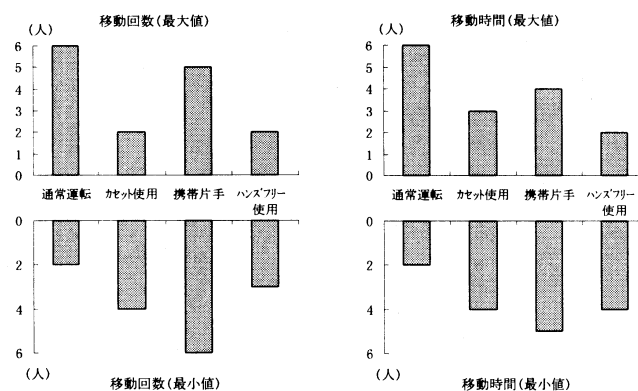 移動回数(最大値)
(人)
6
5
4
3
2
1
0
通常運転 カセット使用 携帯片手 ハンズフリー使用
0
2
4
6
(人)
移動回数(最小値)
移動時間(最大値)
(人)
6
5
4
3
2
1
0
通常運転 カセット使用 携帯片手 ハンズフリー使用
0
2
4
6
(人)
移動時間(最小値)